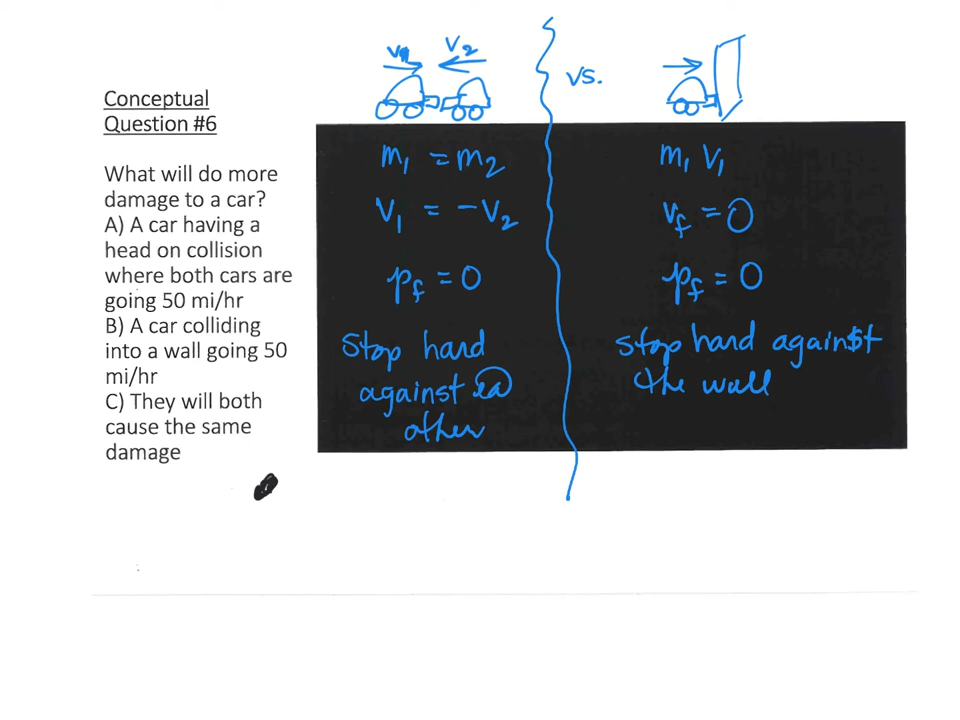 Conceptual
Question #6
What will do more
damage to a car?
A) A car having a
head on collision
where both cars are
going 50 mi/hr
B) A car colliding
into a wall going 50
mi/hr
C) They will both
cause the same
damage
V1 V2
m1 = m2
V1 = -V2
pf = 0
Stop hard
against ea
other
vs.
m1 V1
Vf = 0
pf = 0
stop hard against
the wall